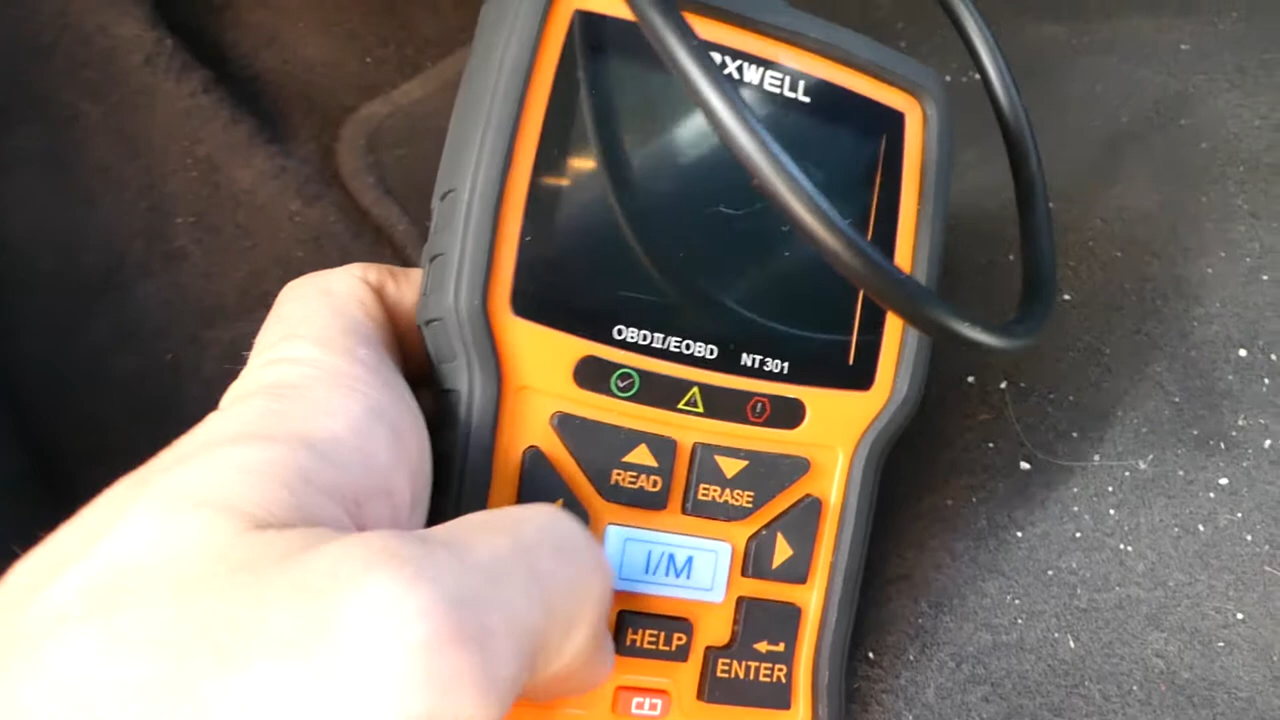 XWELL
OBDII/EOBD NT301
READ
ERASE
I/M
HELP
ENTER